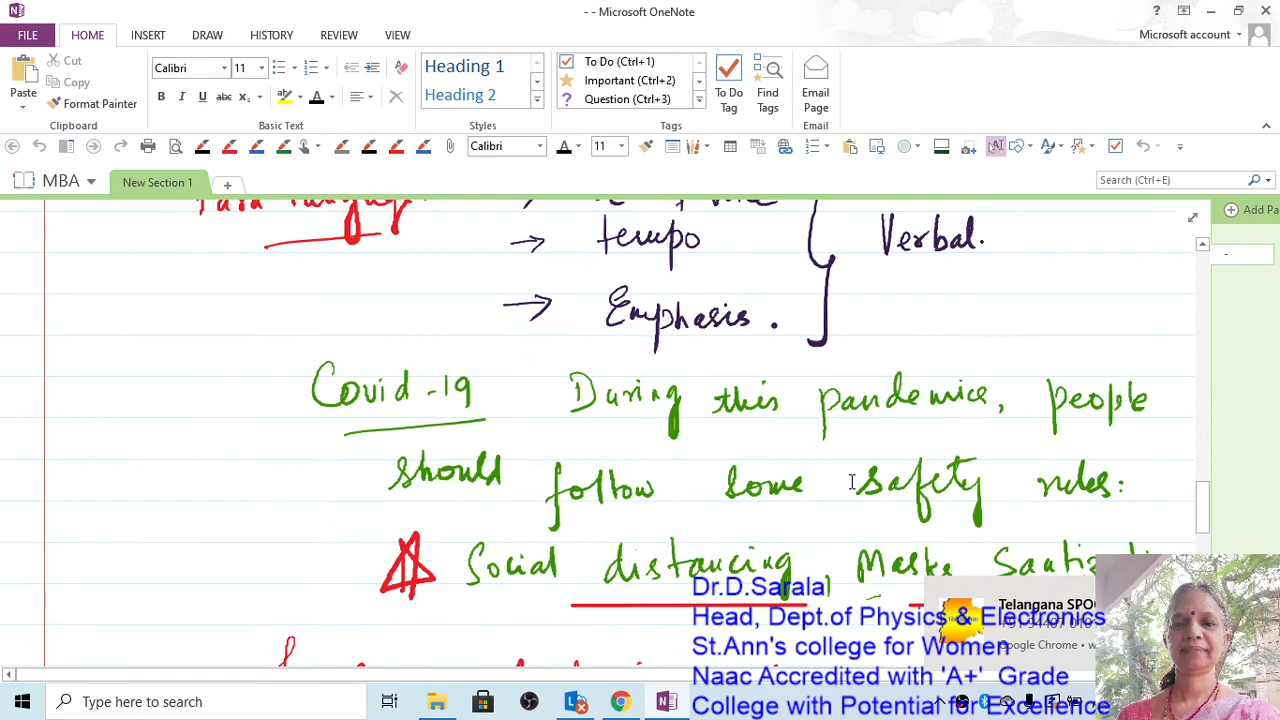 - - Microsoft OneNote
FILE HOME INSERT DRAW HISTORY REVIEW VIEW Microsoft account
Paste Cut Copy Format Painter Clipboard
Calibri 11 Basic Text
Heading 1 Heading 2 Styles
To Do (Ctrl+1) Important (Ctrl+2) Question (Ctrl+3) To Do Tag Find Tags Tags
Email Page Email
Calibri 11
MBA New Section 1 Search (Ctrl+E)
Add Pa
→ tempo Verbal.
→ Emphasis.
Covid-19 During this pandemice, people
should follow some safety rules:
Social distancing, Masks
Dr.D.Sarala
Head, Dept.of Physics & Electronics
St.Ann's college for Women
Naac Accredited with 'A+' Grade
College with Potential for Excellence
Telangana SPO
Google Chrome • w
Type here to search